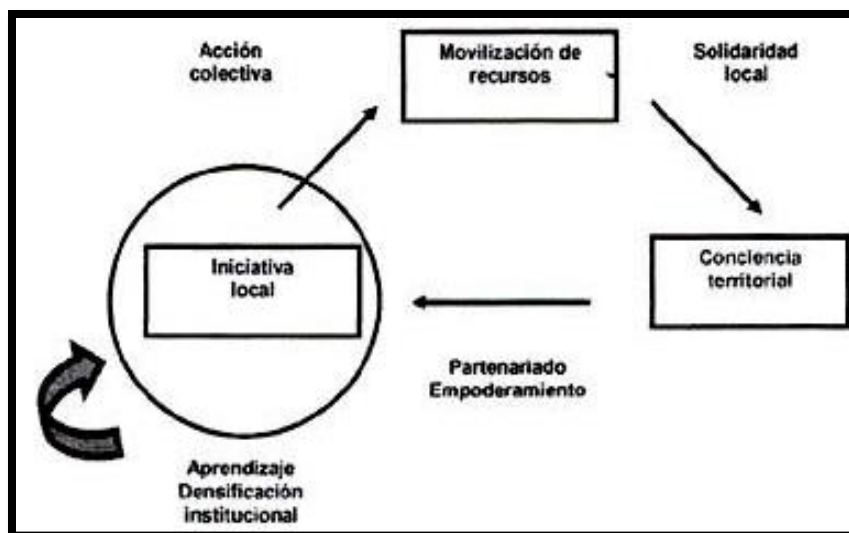 Acción
colectiva
Movilización de
recursos
Solidaridad
local
Iniciativa
local
Conciencia
territorial
Partenariado
Empoderamiento
Aprendizaje
Densificación
institucional